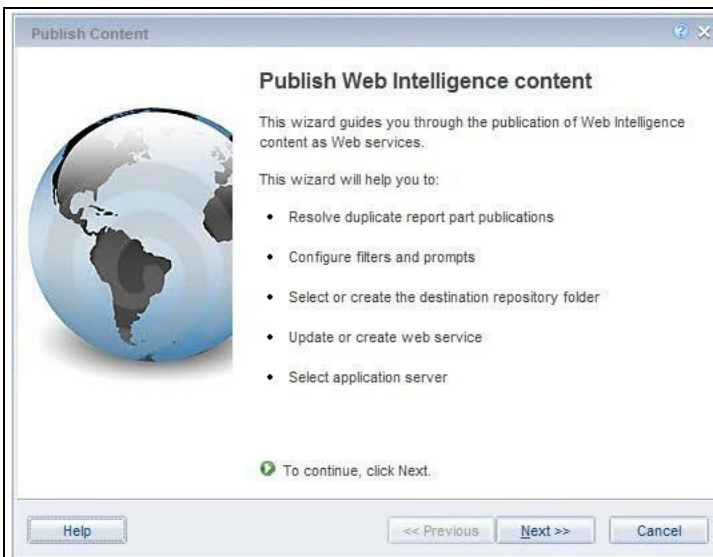 Publish Content
Publish Web Intelligence content
This wizard guides you through the publication of Web Intelligence
content as Web services.
This wizard will help you to:
• Resolve duplicate report part publications
• Configure filters and prompts
• Select or create the destination repository folder
• Update or create web service
• Select application server
To continue, click Next.
Help
<< Previous
Next >>
Cancel